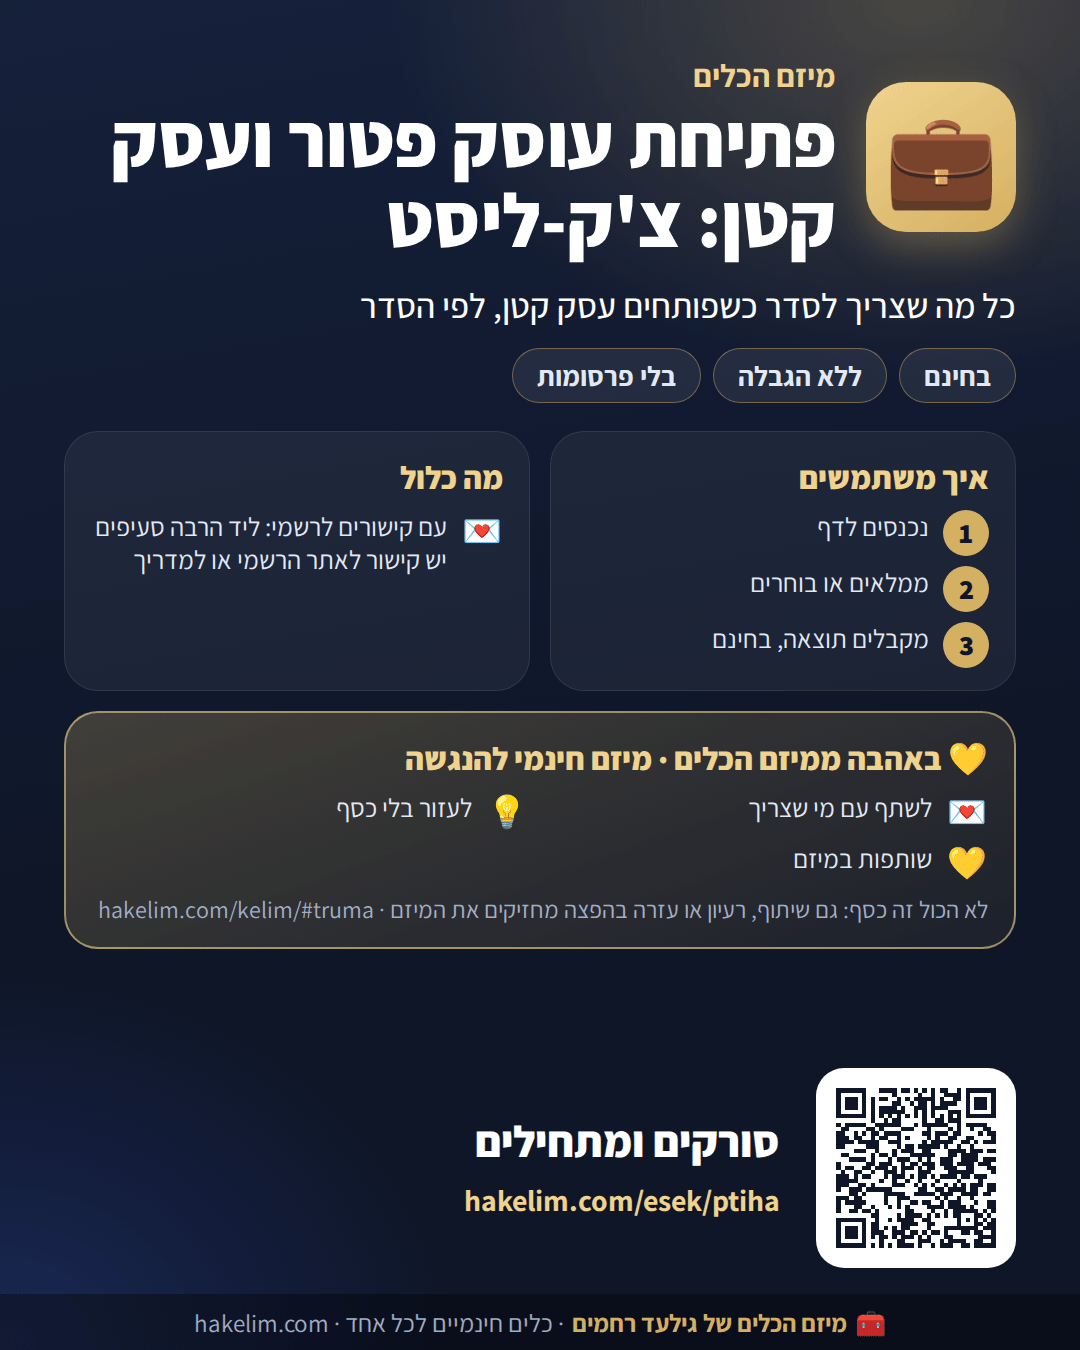 מיזם הכלים
פתיחת עוסק פטור ועסק
קטן: צ'ק-ליסט
כל מה שצריך לסדר כשפותחים עסק קטן, לפי הסדר
בחינם
ללא הגבלה
בלי פרסומות
איך משתמשים
1 נכנסים לדף
2 ממלאים או בוחרים
3 מקבלים תוצאה, בחינם
מה כלול
עם קישורים לרשמי: ליד הרבה סעיפים
יש קישור לאתר הרשמי או למדריך
באהבה ממיזם הכלים · מיזם חינמי להנגשה
לשתף עם מי שצריך
לעזור בלי כסף
שותפות במיזם
לא הכול זה כסף: גם שיתוף, רעיון או עזרה בהפצה מחזיקים את המיזם · hakelim.com/kelim/#truma
סורקים ומתחילים
hakelim.com/esek/ptiha
מיזם הכלים של גילעד רחמים · כלים חינמיים לכל אחד · hakelim.com